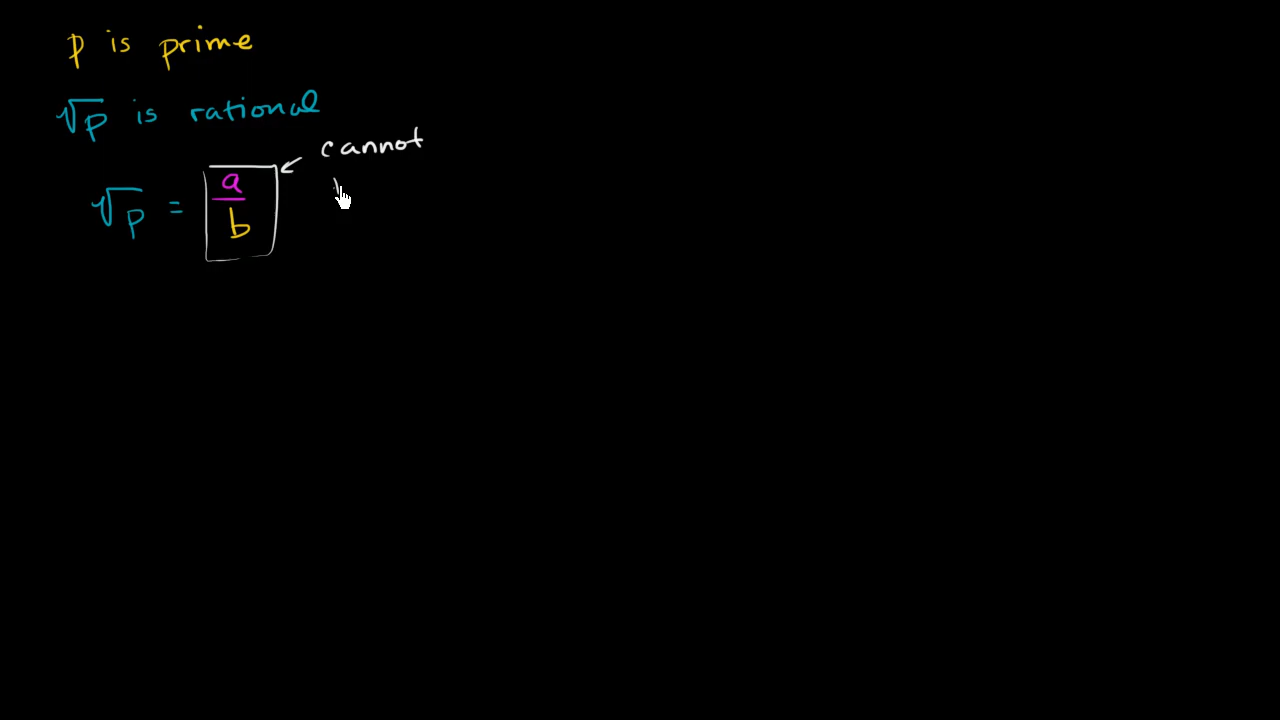 p is prime
√p is rational
cannot
√p = a/b